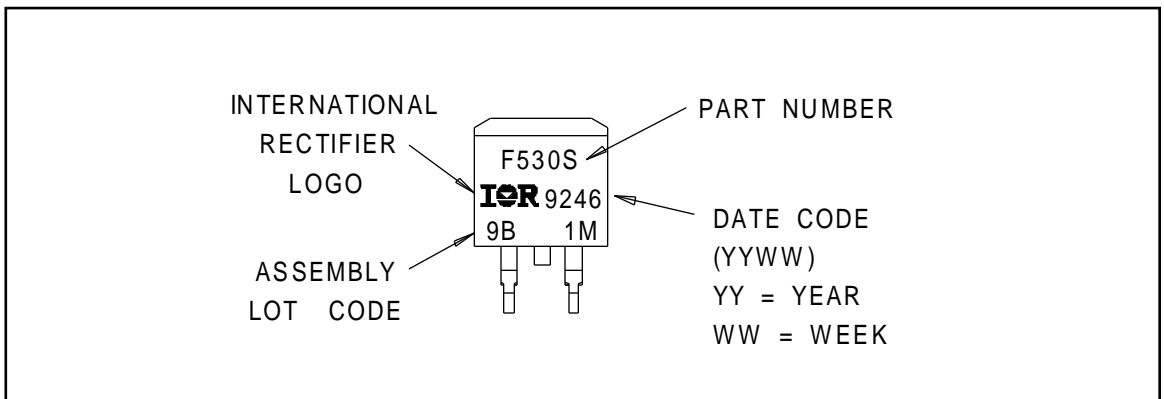 INTERNATIONAL
RECTIFIER
LOGO
ASSEMBLY
LOT CODE
F530S
IOR 9246
9B 1M
PART NUMBER
DATE CODE
(YYWW)
YY = YEAR
WW = WEEK